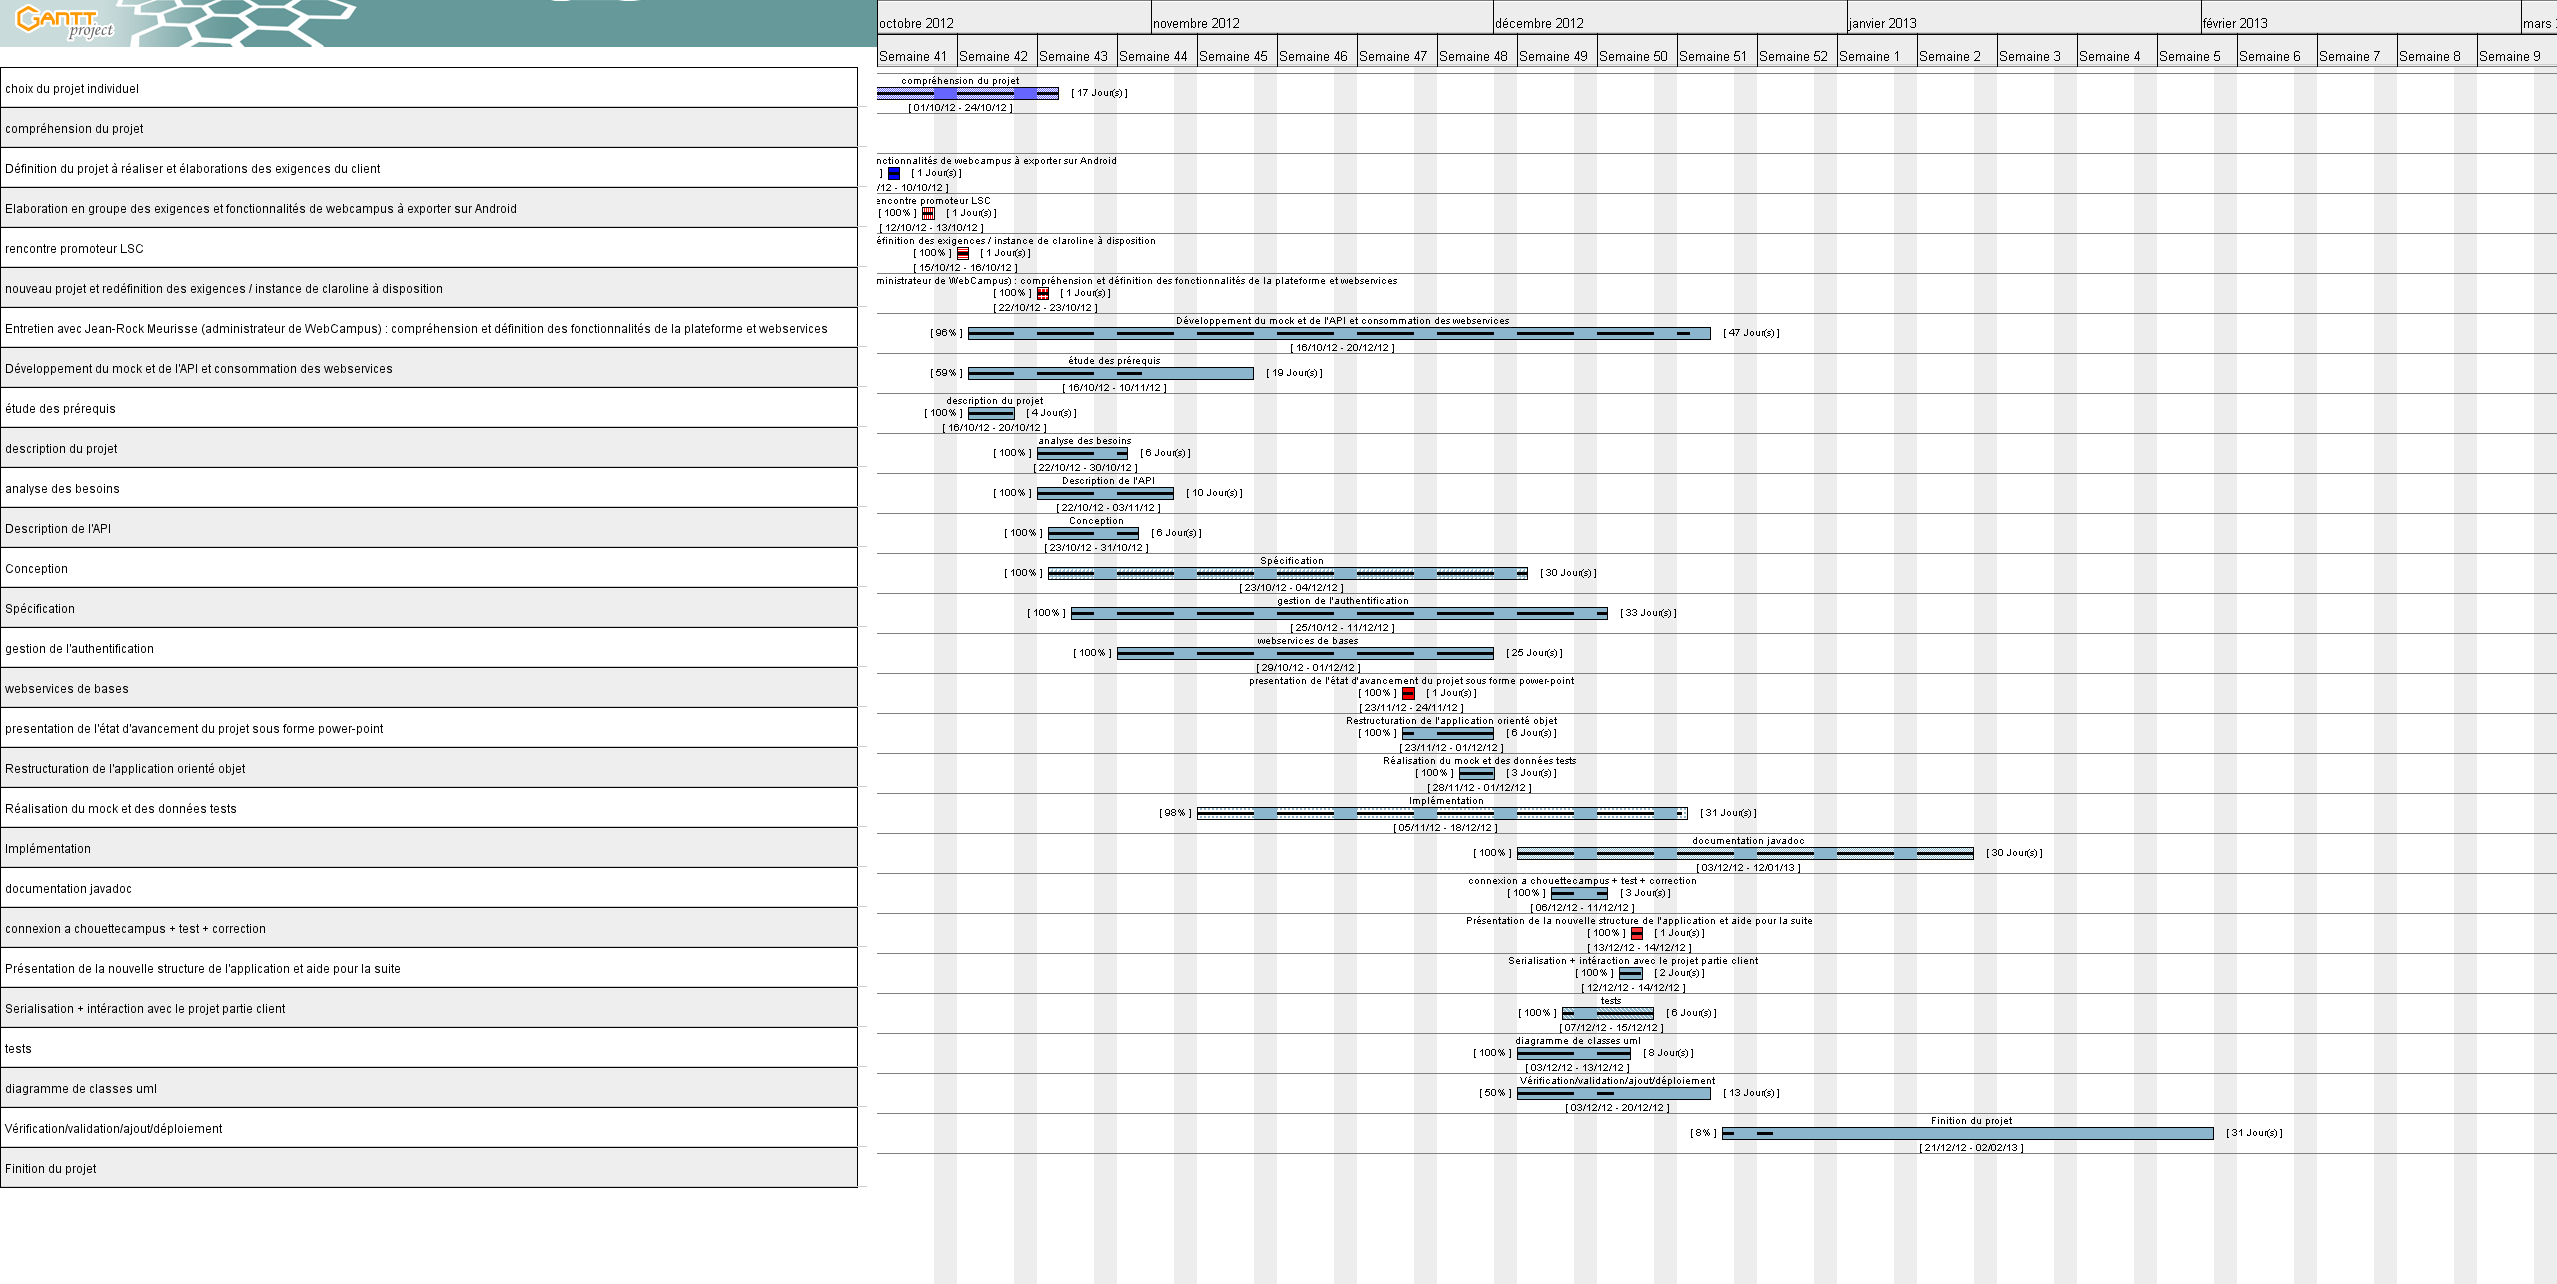 GANTT
project
octobre 2012 novembre 2012 décembre 2012 janvier 2013 février 2013 mars
Semaine 41 Semaine 42 Semaine 43 Semaine 44 Semaine 45 Semaine 46 Semaine 47 Semaine 48 Semaine 49 Semaine 50 Semaine 51 Semaine 52 Semaine 1 Semaine 2 Semaine 3 Semaine 4 Semaine 5 Semaine 6 Semaine 7 Semaine 8 Semaine 9
choix du projet individuel
compréhension du projet
Définition du projet à réaliser et élaborations des exigences du client
Elaboration en groupe des exigences et fonctionnalités de webcampus à exporter sur Android
rencontre promoteur LSC
nouveau projet et redéfinition des exigences / instance de claroline à disposition
Entretien avec Jean-Rock Meurisse (administrateur de WebCampus) : compréhension et définition des fonctionnalités de la plateforme et webservices
Développement du mock et de l'API et consommation des webservices
étude des prérequis
description du projet
analyse des besoins
Description de l'API
Conception
Spécification
gestion de l'authentification
webservices de bases
presentation de l'état d'avancement du projet sous forme power-point
Restructuration de l'application orienté objet
Réalisation du mock et des données tests
Implémentation
documentation javadoc
connexion a chouettecampus + test + correction
Présentation de la nouvelle structure de l'application et aide pour la suite
Serialisation + intéraction avec le projet partie client
tests
diagramme de classes uml
Vérification/validation/ajout/déploiement
Finition du projet
compréhension du projet
[ 17 Jour(s) ]
[ 01/10/12 - 24/10/12 ]
nctionnalités de webcampus à exporter sur Android
] [ 1 Jour(s) ]
/12 - 10/10/12 ]
encontre promoteur LSC
[ 100% ] [ 1 Jour(s) ]
[ 12/10/12 - 13/10/12 ]
éfinition des exigences / instance de claroline à disposition
[ 100% ] [ 1 Jour(s) ]
[ 15/10/12 - 16/10/12 ]
ministrateur de WebCampus) : compréhension et définition des fonctionnalités de la plateforme et webservices
[ 100% ] [ 1 Jour(s) ]
[ 22/10/12 - 23/10/12 ]
Développement du mock et de l'API et consommation des webservices
[ 96% ] [ 47 Jour(s) ]
[ 16/10/12 - 20/12/12 ]
étude des prérequis
[ 59% ] [ 19 Jour(s) ]
[ 16/10/12 - 10/11/12 ]
description du projet
[ 100% ] [ 4 Jour(s) ]
[ 16/10/12 - 20/10/12 ]
analyse des besoins
[ 100% ] [ 6 Jour(s) ]
[ 22/10/12 - 30/10/12 ]
Description de l'API
[ 100% ] [ 10 Jour(s) ]
[ 22/10/12 - 03/11/12 ]
Conception
[ 100% ] [ 6 Jour(s) ]
[ 23/10/12 - 31/10/12 ]
Spécification
[ 100% ] [ 30 Jour(s) ]
[ 23/10/12 - 04/12/12 ]
gestion de l'authentification
[ 100% ] [ 33 Jour(s) ]
[ 25/10/12 - 11/12/12 ]
webservices de bases
[ 100% ] [ 25 Jour(s) ]
[ 29/10/12 - 01/12/12 ]
presentation de l'état d'avancement du projet sous forme power-point
[ 100% ] [ 1 Jour(s) ]
[ 23/11/12 - 24/11/12 ]
Restructuration de l'application orienté objet
[ 100% ] [ 6 Jour(s) ]
[ 23/11/12 - 01/12/12 ]
Réalisation du mock et des données tests
[ 100% ] [ 3 Jour(s) ]
[ 28/11/12 - 01/12/12 ]
Implémentation
[ 98% ] [ 31 Jour(s) ]
[ 05/11/12 - 18/12/12 ]
documentation javadoc
[ 100% ] [ 30 Jour(s) ]
[ 03/12/12 - 12/01/13 ]
connexion a chouettecampus + test + correction
[ 100% ] [ 3 Jour(s) ]
[ 06/12/12 - 11/12/12 ]
Présentation de la nouvelle structure de l'application et aide pour la suite
[ 100% ] [ 1 Jour(s) ]
[ 13/12/12 - 14/12/12 ]
Serialisation + intéraction avec le projet partie client
[ 100% ] [ 2 Jour(s) ]
[ 12/12/12 - 14/12/12 ]
tests
[ 100% ] [ 6 Jour(s) ]
[ 07/12/12 - 15/12/12 ]
diagramme de classes uml
[ 100% ] [ 8 Jour(s) ]
[ 03/12/12 - 13/12/12 ]
Vérification/validation/ajout/déploiement
[ 50% ] [ 13 Jour(s) ]
[ 03/12/12 - 20/12/12 ]
Finition du projet
[ 8% ] [ 31 Jour(s) ]
[ 21/12/12 - 02/02/13 ]